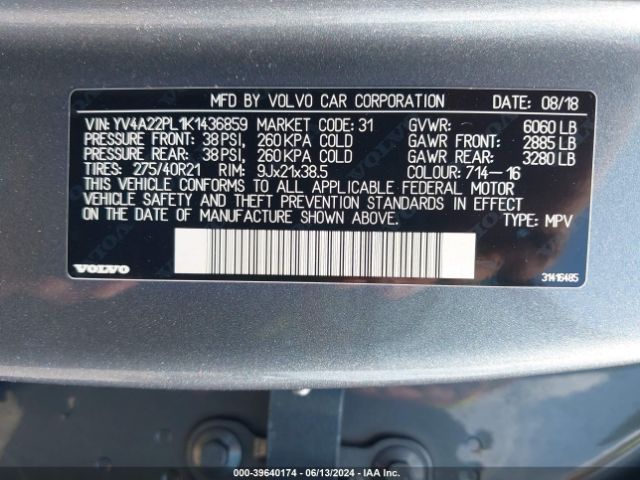 MFD BY VOLVO CAR CORPORATION DATE: 08/18
VIN: YV4A22PL1K1436859 MARKET CODE: 31 GVWR: 6060 LB
PRESSURE FRONT: 38 PSI, 260 KPA COLD GAWR FRONT: 2885 LB
PRESSURE REAR: 38 PSI, 260 KPA COLD GAWR REAR: 3280 LB
TIRES: 275/40R21 RIM: 9Jx21x38.5 COLOUR: 714-16
THIS VEHICLE CONFORMS TO ALL APPLICABLE FEDERAL MOTOR
VEHICLE SAFETY AND THEFT PREVENTION STANDARDS IN EFFECT
ON THE DATE OF MANUFACTURE SHOWN ABOVE. TYPE: MPV
VOLVO 31416485
000-39640174 - 06/13/2024 - IAA Inc.